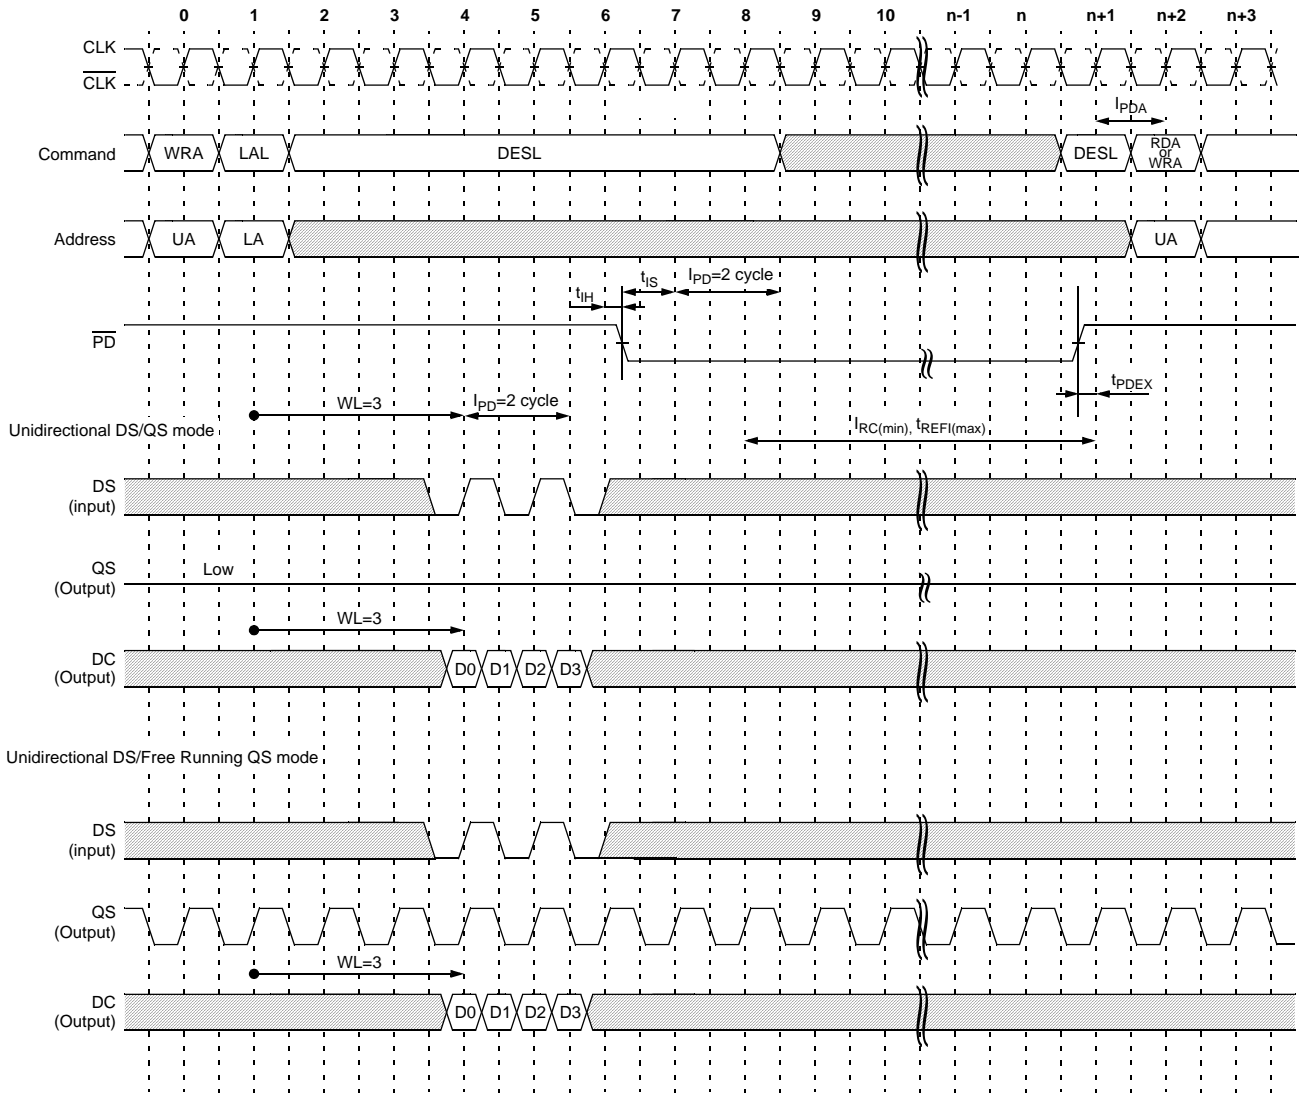 0 1 2 3 4 5 6 7 8 9 10 n-1 n n+1 n+2 n+3
CLK
CLK
IPDA
Command WRA LAL DESL DESL RDA or WRA
Address UA LA UA
tIH tIS IPD=2 cycle
PD
tPDEX
WL=3 IPD=2 cycle
Unidirectional DS/QS mode
IRC(min), tREFI(max)
DS
(input)
QS
(Output)
Low
WL=3
DC
(Output)
D0 D1 D2 D3
Unidirectional DS/Free Running QS mode
DS
(input)
QS
(Output)
WL=3
DC
(Output)
D0 D1 D2 D3